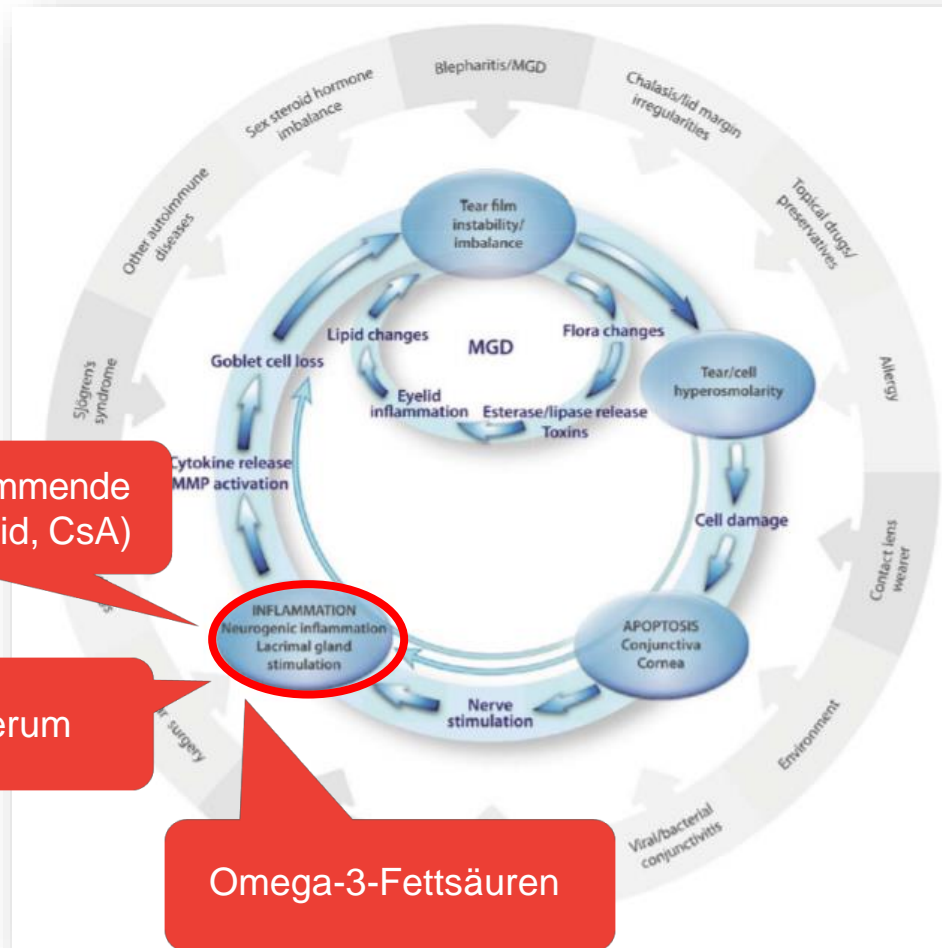 Blepharitis/MGD
Chalasis/lid margin
irregularities
Topical drugs/
preservatives
Allergy
Contact lens
wearer
Environment
Viral/bacterial
conjunctivitis
surgery
Sjögren's
syndrome
Other autoimmune
diseases
Sex steroid hormone
imbalance
Tear film
instability/
imbalance
Lipid changes
MGD
Flora changes
Goblet cell loss
Eyelid
inflammation
Esterase/lipase release
Toxins
Tear/cell
hyperosmolarity
Cytokine release
MMP activation
Cell damage
INFLAMMATION
Neurogenic inflammation
Lacrimal gland
stimulation
APOPTOSIS
Conjunctiva
Cornea
Nerve
stimulation
mmende
id, CsA)
erum
Omega-3-Fettsäuren